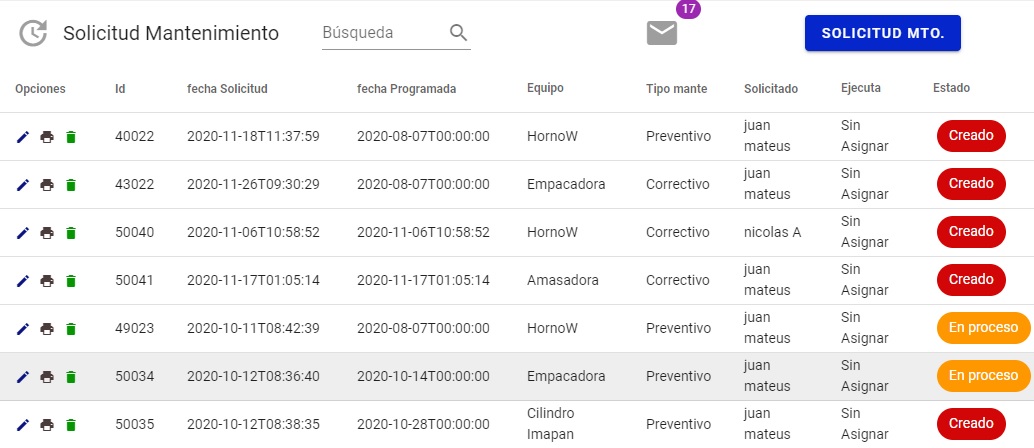 Solicitud Mantenimiento Búsqueda 17 SOLICITUD MTO.
Opciones Id fecha Solicitud fecha Programada Equipo Tipo mante Solicitado Ejecuta Estado
40022 2020-11-18T11:37:59 2020-08-07T00:00:00 HornoW Preventivo juan mateus Sin Asignar Creado
43022 2020-11-26T09:30:29 2020-08-07T00:00:00 Empacadora Correctivo juan mateus Sin Asignar Creado
50040 2020-11-06T10:58:52 2020-11-06T10:58:52 HornoW Correctivo nicolas A Sin Asignar Creado
50041 2020-11-17T01:05:14 2020-11-17T01:05:14 Amasadora Correctivo juan mateus Sin Asignar Creado
49023 2020-10-11T08:42:39 2020-08-07T00:00:00 HornoW Preventivo juan mateus Sin Asignar En proceso
50034 2020-10-12T08:36:40 2020-10-14T00:00:00 Empacadora Preventivo juan mateus Sin Asignar En proceso
50035 2020-10-12T08:38:35 2020-10-28T00:00:00 Cilindro Imapan Preventivo juan mateus Sin Asignar Creado